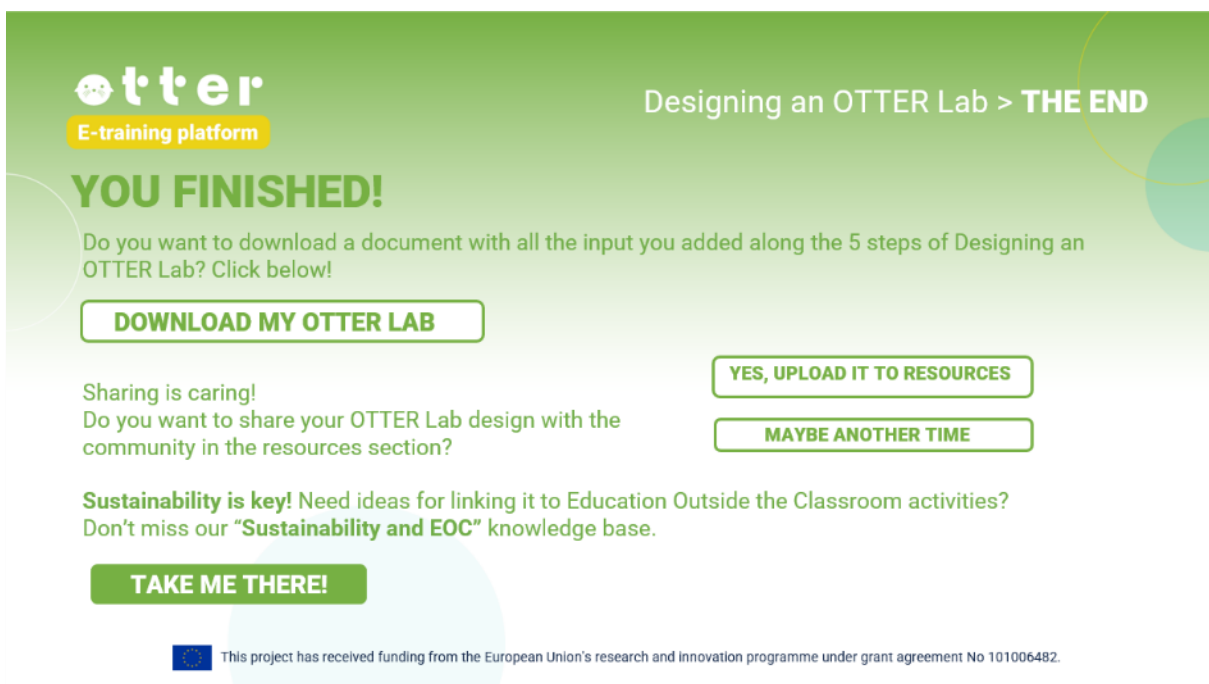 otter
E-training platform
Designing an OTTER Lab > THE END
YOU FINISHED!
Do you want to download a document with all the input you added along the 5 steps of Designing an
OTTER Lab? Click below!
DOWNLOAD MY OTTER LAB
Sharing is caring!
Do you want to share your OTTER Lab design with the
community in the resources section?
YES, UPLOAD IT TO RESOURCES
MAYBE ANOTHER TIME
Sustainability is key! Need ideas for linking it to Education Outside the Classroom activities?
Don't miss our “Sustainability and EOC” knowledge base.
TAKE ME THERE!
This project has received funding from the European Union's research and innovation programme under grant agreement No 101006482.